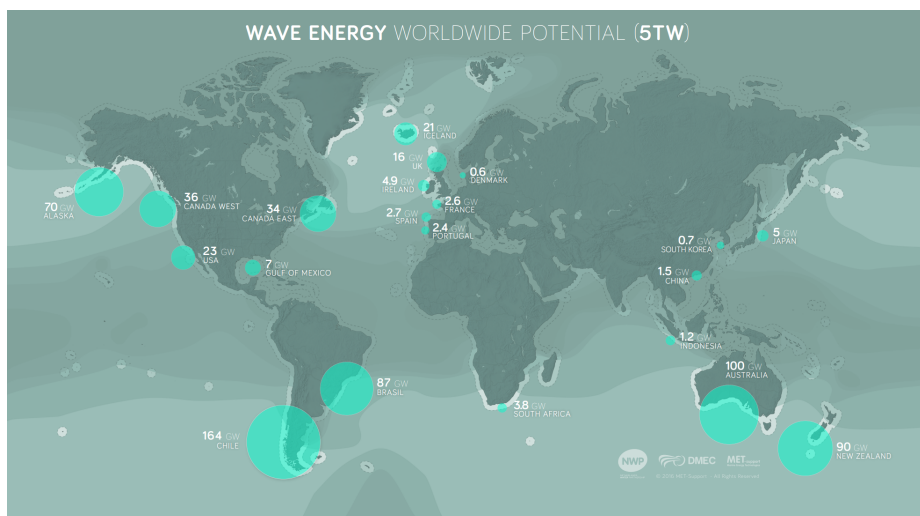 WAVE ENERGY WORLDWIDE POTENTIAL (5TW)
21 GW
ICELAND
16 GW
UK
0.6 GW
DENMARK
4.9 GW
IRELAND
2.6 GW
FRANCE
2.7 GW
SPAIN
2.4 GW
PORTUGAL
70 GW
ALASKA
36 GW
CANADA WEST
34 GW
CANADA EAST
23 GW
USA
7 GW
GULF OF MEXICO
0.7 GW
SOUTH KOREA
5 GW
JAPAN
1.5 GW
CHINA
1.2 GW
INDONESIA
100 GW
AUSTRALIA
87 GW
BRASIL
3.8 GW
SOUTH AFRICA
164 GW
CHILE
90 GW
NEW ZEALAND
NWP
DMEC
MET SUPPORT